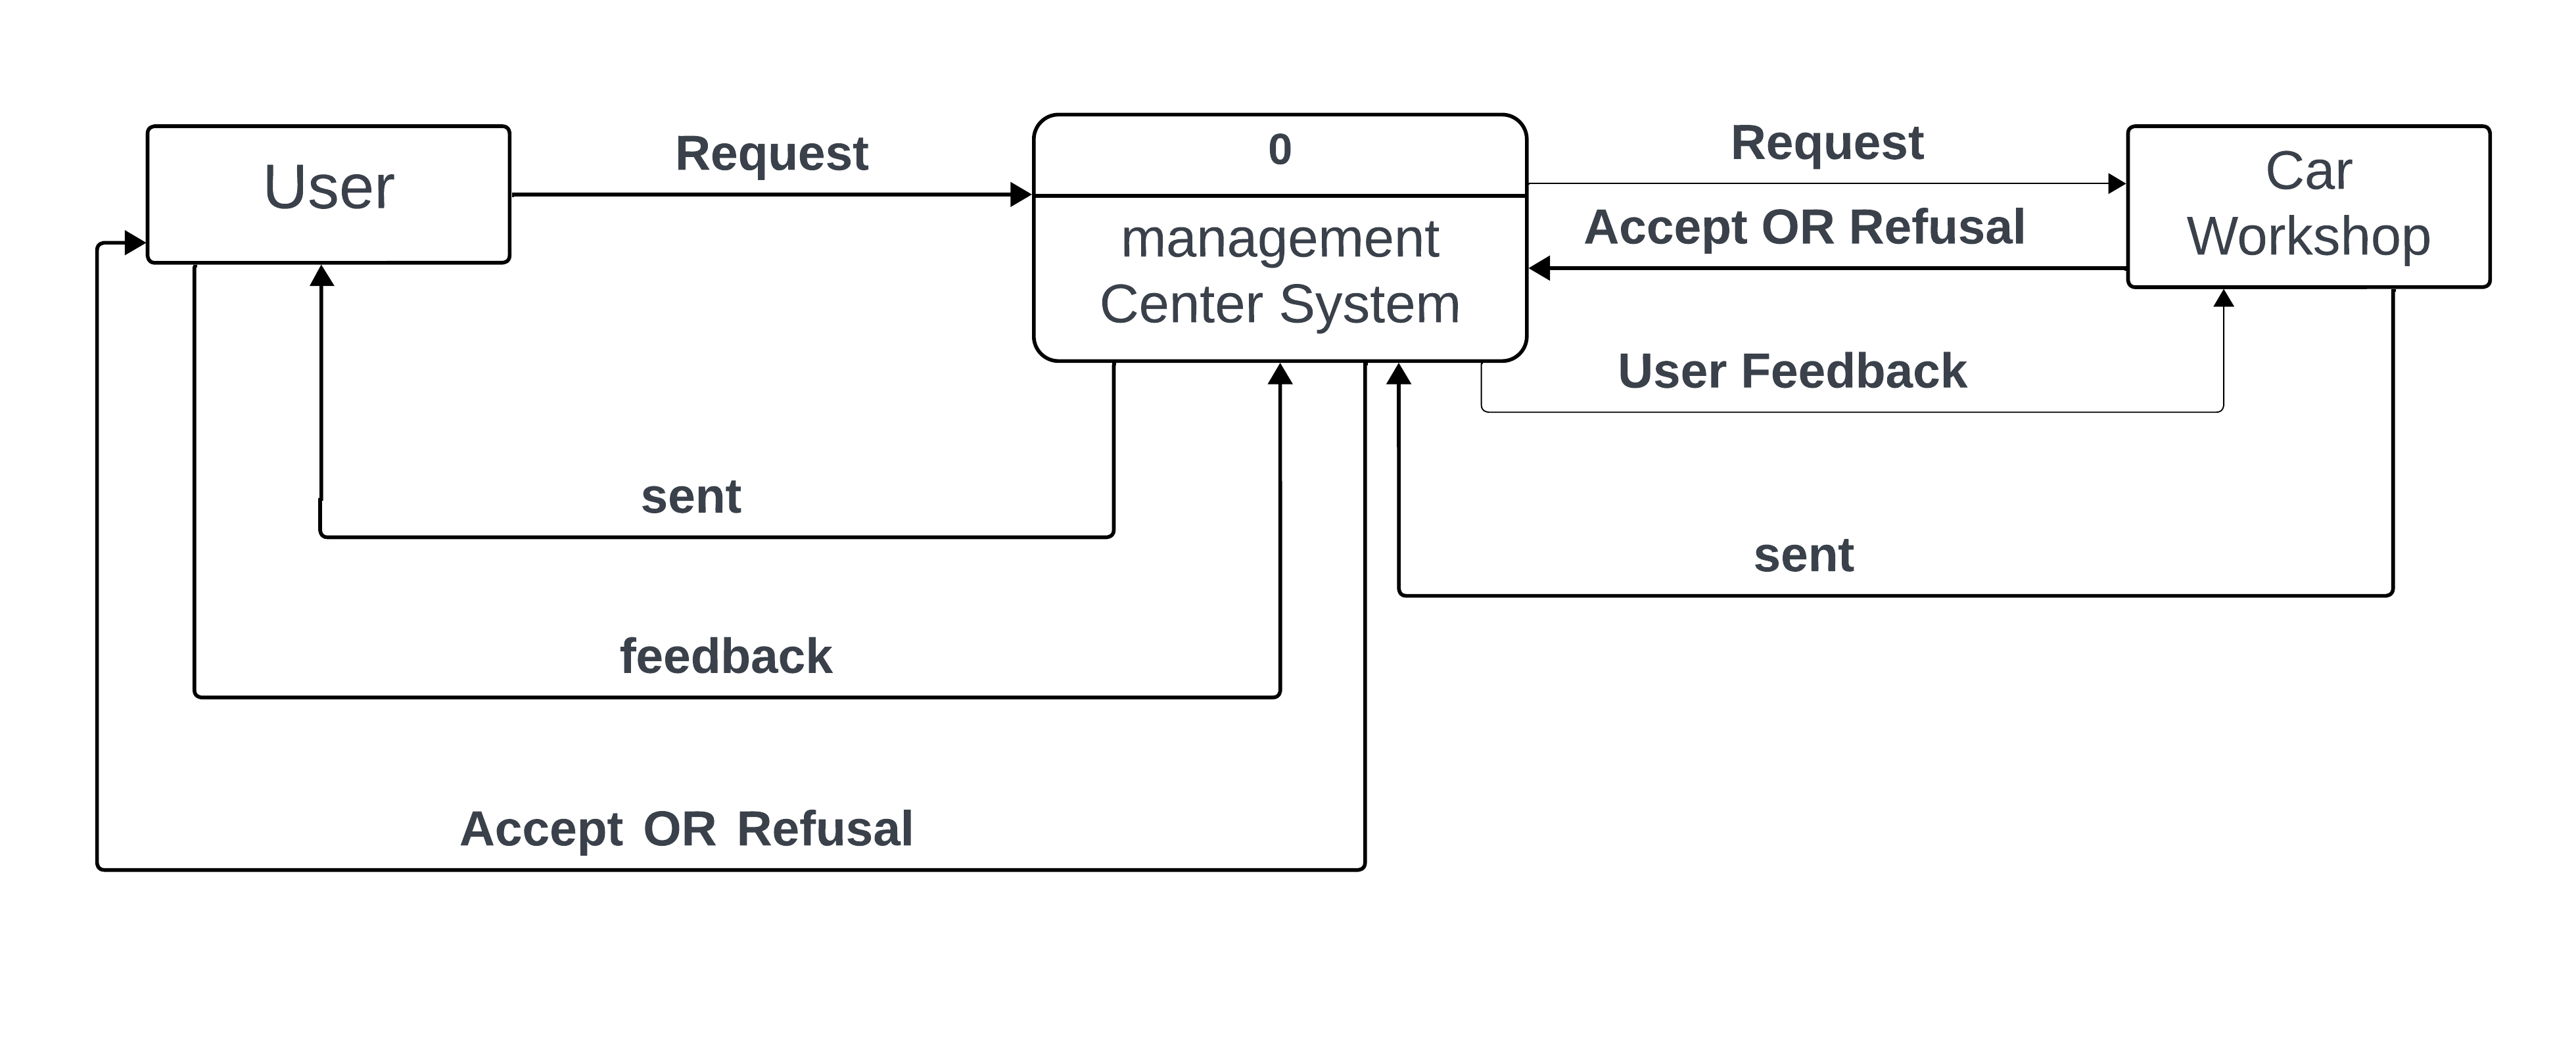 User
Request
0
management
Center System
Request
Accept OR Refusal
Car
Workshop
User Feedback
sent
sent
feedback
Accept OR Refusal